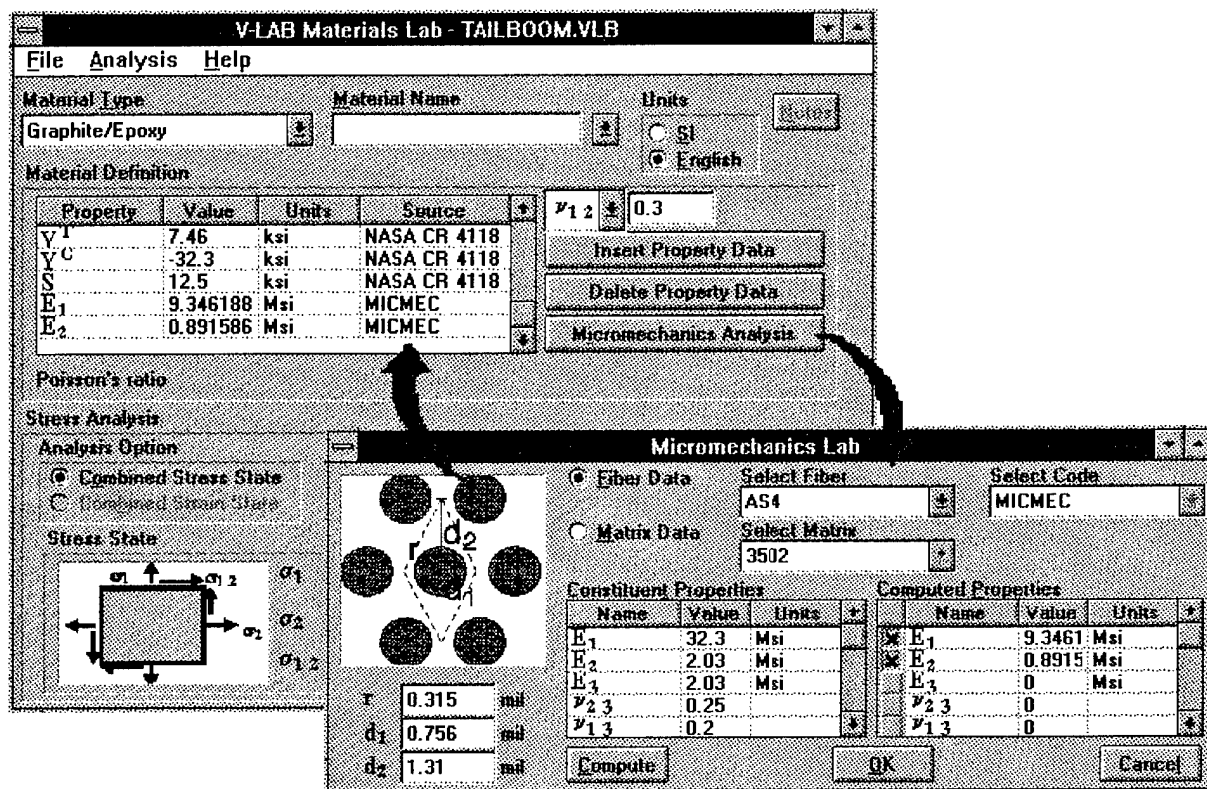 V-LAB Materials Lab - TAILBOOM.VLB
File Analysis Help
Material Type
Material Name
Units
Notes
Graphite/Epoxy
SI
English
Material Definition
Property Value Units Source
ν12 0.3
Y^T 7.46 ksi NASA CR 4118
Y^C -32.3 ksi NASA CR 4118
S 12.5 ksi NASA CR 4118
E1 9.346188 Msi MICMEC
E2 0.891586 Msi MICMEC
Insert Property Data
Delete Property Data
Micromechanics Analysis
Poisson's ratio
Stress Analysis
Analysis Option
Combined Stress State
Combined Strain State
Stress State
σ1 σ12 σ1
σ2 σ2
σ12
Micromechanics Lab
Fiber Data
Select Fiber
Select Code
AS4
MICMEC
Matrix Data
Select Matrix
3502
r d2
d1
Constituent Properties
Name Value Units
E1 32.3 Msi
E2 2.03 Msi
E3 2.03 Msi
ν23 0.25
ν13 0.2
Computed Properties
Name Value Units
E1 9.3461 Msi
E2 0.8915 Msi
E3 0 Msi
ν23 0
ν13 0
r 0.315 mil
d1 0.756 mil
d2 1.31 mil
Compute
OK
Cancel